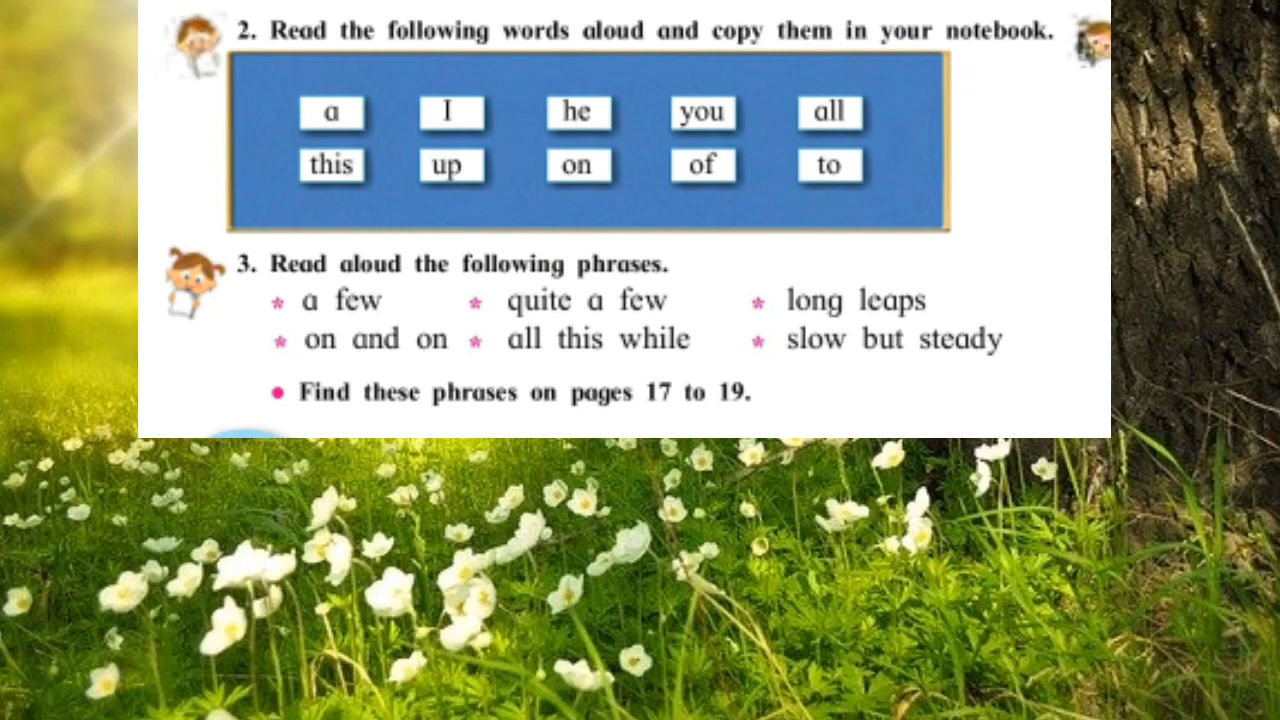 2. Read the following words aloud and copy them in your notebook.
a I he you all
this up on of to
3. Read aloud the following phrases.
* a few * quite a few * long leaps
* on and on * all this while * slow but steady
• Find these phrases on pages 17 to 19.